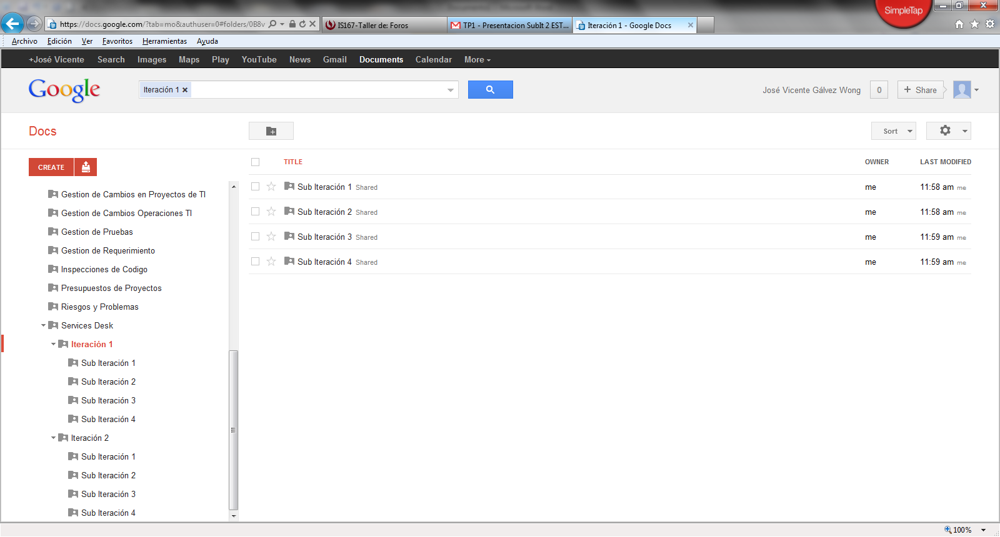 SimpleTap
https://docs.google.com/?tab=mo&authuser=0#folders/0B8v
IS167-Taller de: Foros
TP1 - Presentacion SubIt 2 EST...
Iteración 1 - Google Docs
Archivo Edición Ver Favoritos Herramientas Ayuda
+José Vicente Search Images Maps Play YouTube News Gmail Documents Calendar More
Google
Iteración 1
José Vicente Gálvez Wong
0
+ Share
Docs
Sort
CREATE
TITLE OWNER LAST MODIFIED
Sub Iteración 1 Shared me 11:58 am me
Sub Iteración 2 Shared me 11:58 am me
Sub Iteración 3 Shared me 11:59 am me
Sub Iteración 4 Shared me 11:59 am me
Gestion de Cambios en Proyectos de TI
Gestion de Cambios Operaciones TI
Gestion de Pruebas
Gestion de Requerimiento
Inspecciones de Codigo
Presupuestos de Proyectos
Riesgos y Problemas
Services Desk
Iteración 1
Sub Iteración 1
Sub Iteración 2
Sub Iteración 3
Sub Iteración 4
Iteración 2
Sub Iteración 1
Sub Iteración 2
Sub Iteración 3
Sub Iteración 4
100%